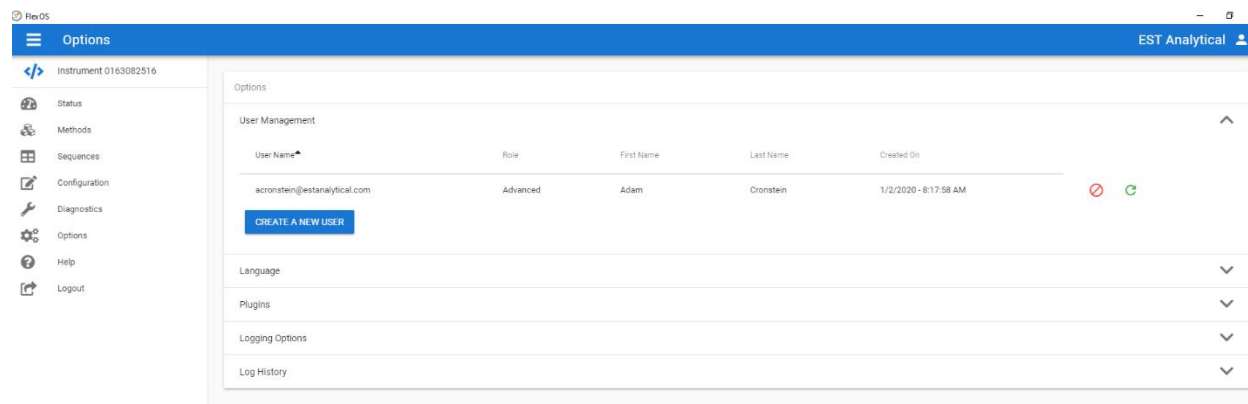 FlexOS
Options
EST Analytical
Instrument 0163082516
Status
Methods
Sequences
Configuration
Diagnostics
Options
Help
Logout
Options
User Management
User Name Role First Name Last Name Created On
acronstein@estanalytical.com Advanced Adam Cronstein 1/2/2020 - 8:17:58 AM
CREATE A NEW USER
Language
Plugins
Logging Options
Log History